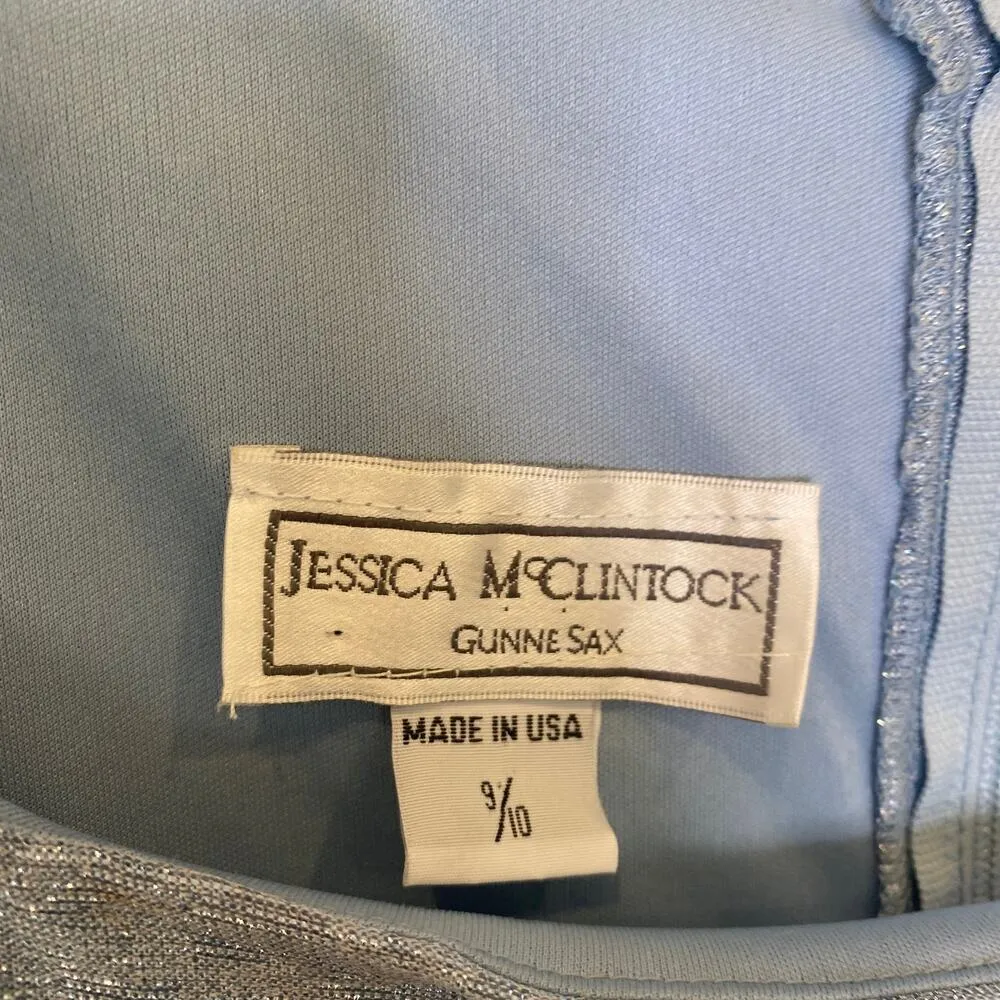 JESSICA McCLINTOCK
GUNNE SAX
MADE IN USA
9/10